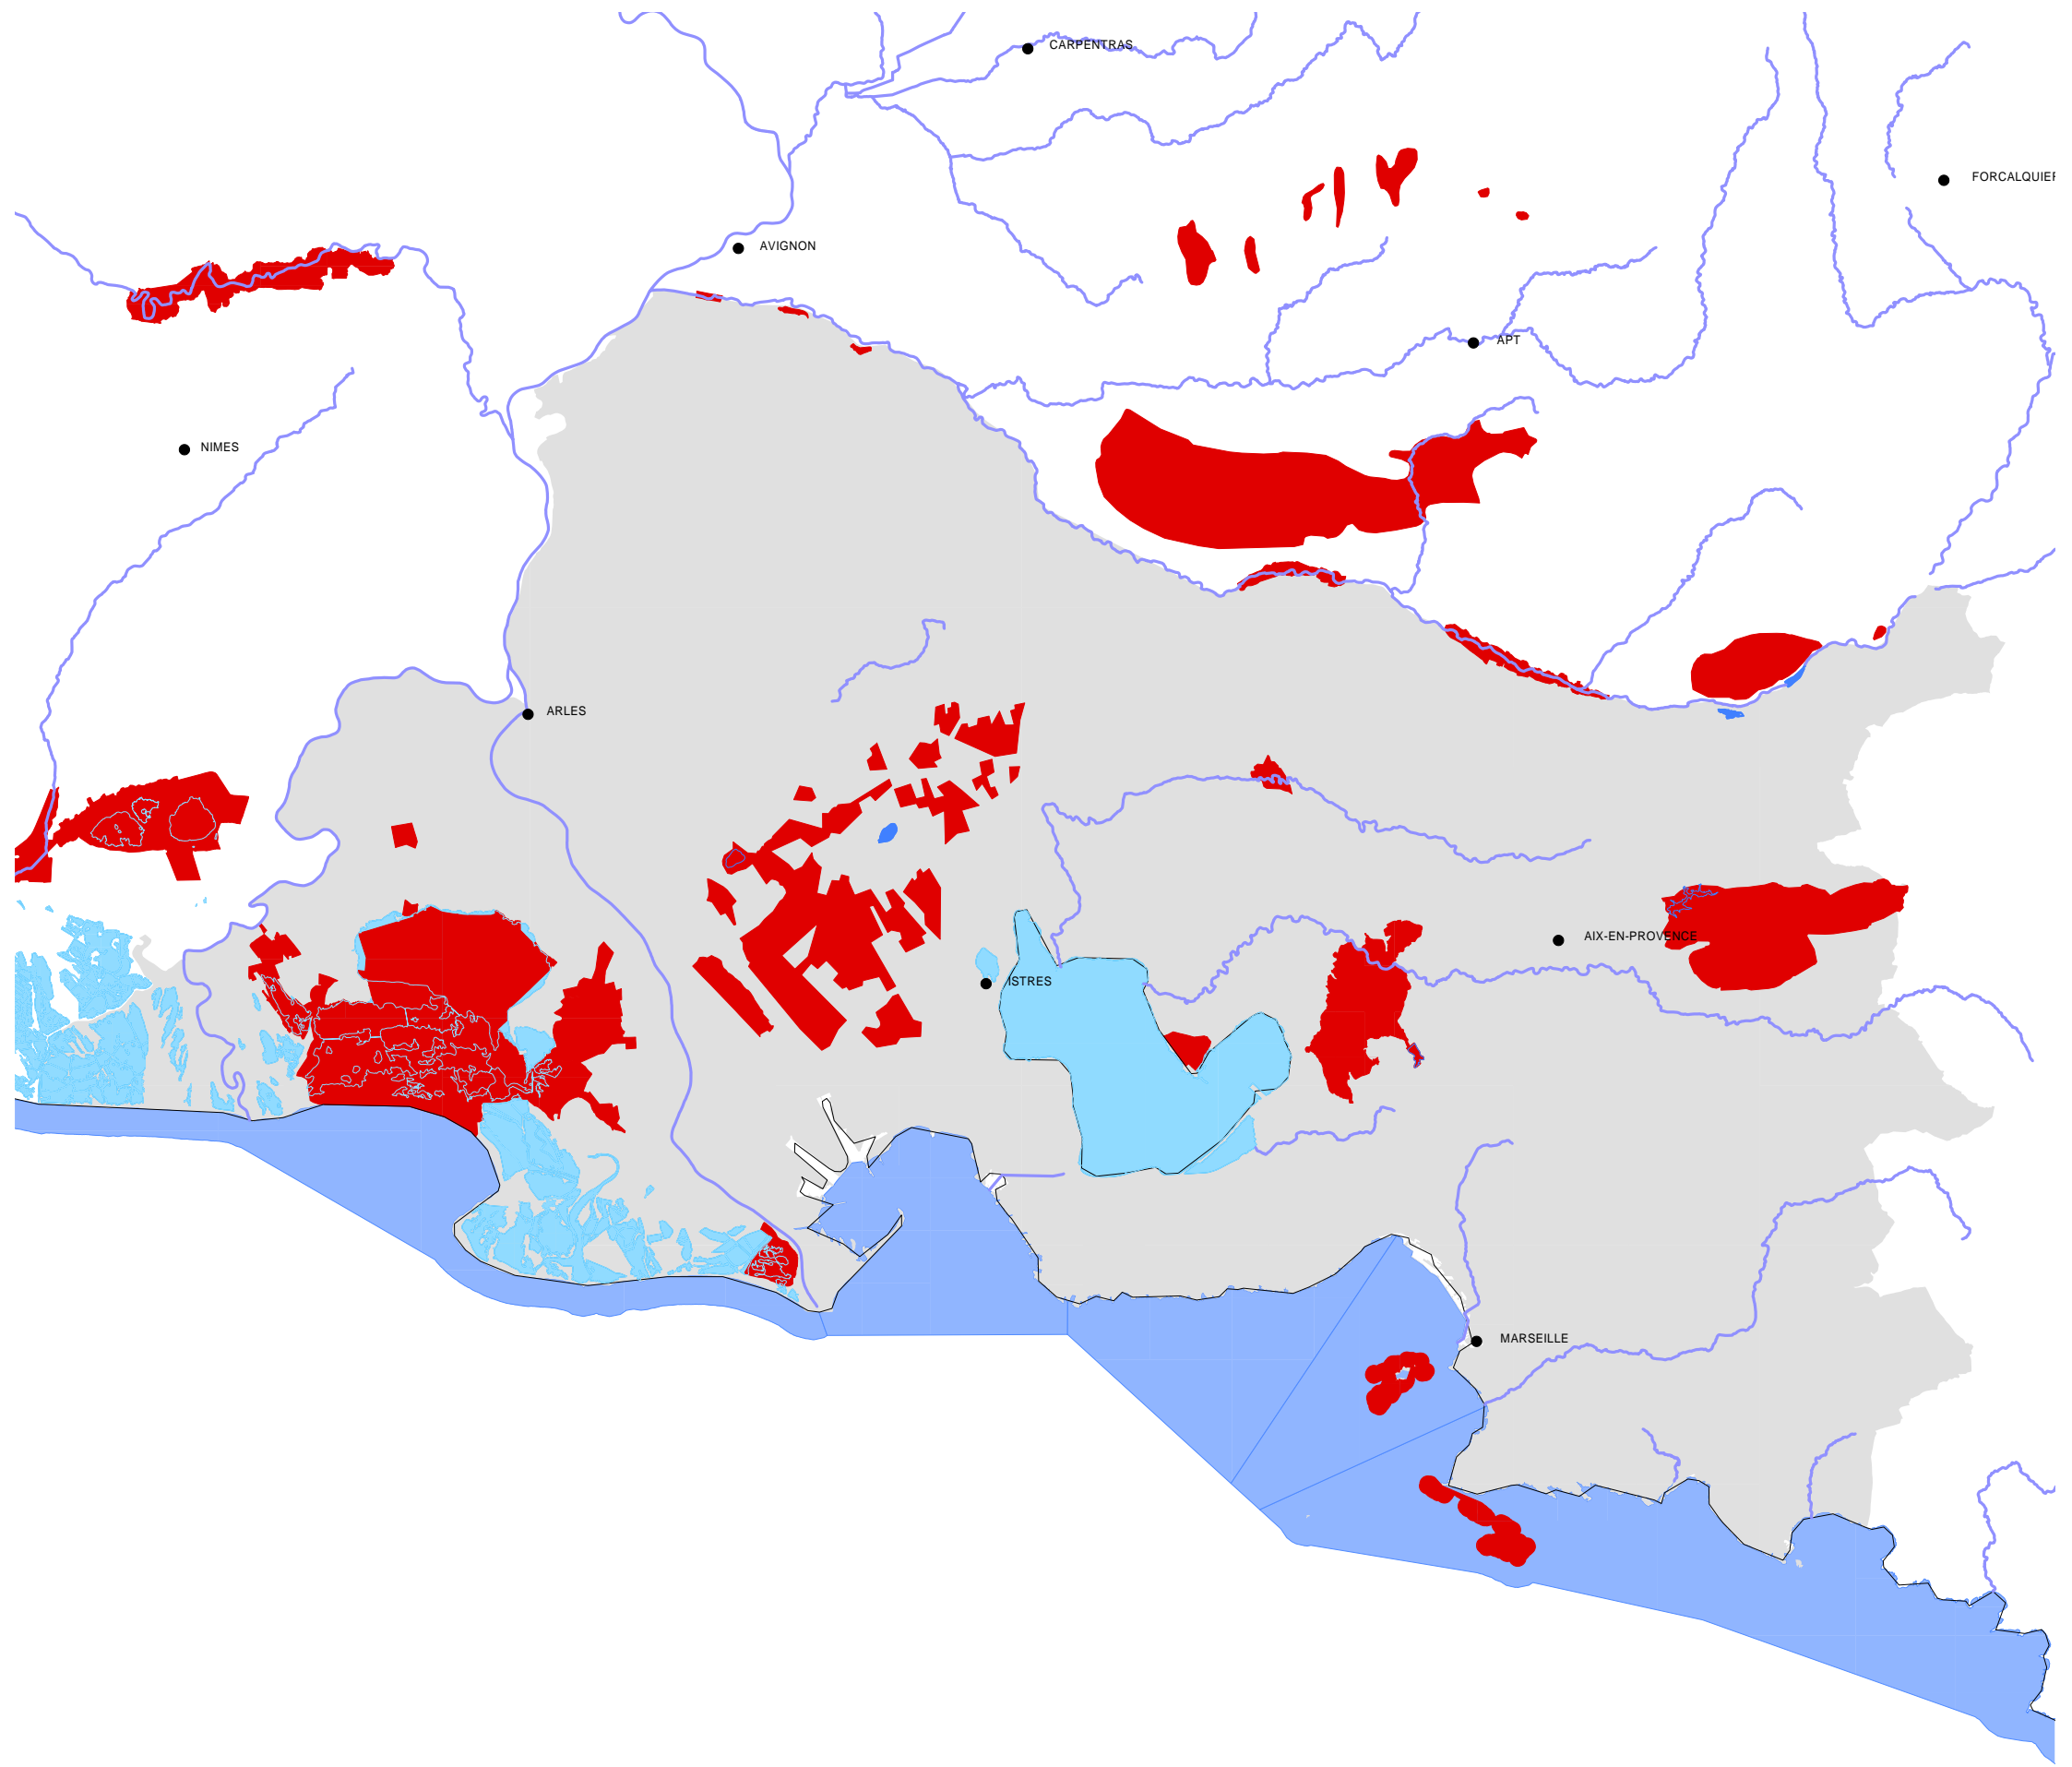 CARPENTRAS
FORCALQUIER
AVIGNON
APT
NIMES
ARLES
AIX-EN-PROVENCE
ISTRES
MARSEILLE